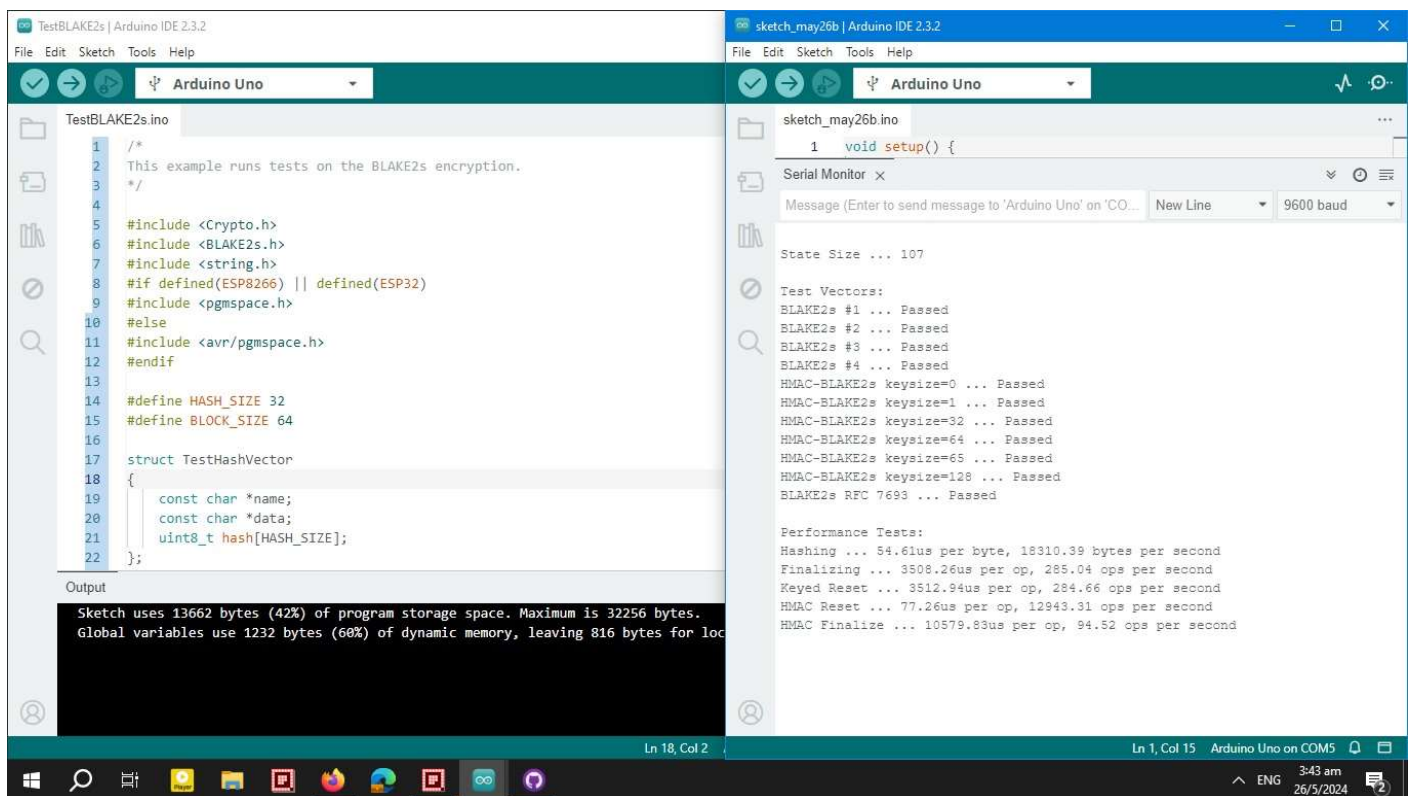 TestBLAKE2s | Arduino IDE 2.3.2
File Edit Sketch Tools Help
Arduino Uno
TestBLAKE2s.ino
1 /*
2 This example runs tests on the BLAKE2s encryption.
3 */
4
5 #include <Crypto.h>
6 #include <BLAKE2s.h>
7 #include <string.h>
8 #if defined(ESP8266) || defined(ESP32)
9 #include <pgmspace.h>
10 #else
11 #include <avr/pgmspace.h>
12 #endif
13
14 #define HASH_SIZE 32
15 #define BLOCK_SIZE 64
16
17 struct TestHashVector
18 {
19 const char *name;
20 const char *data;
21 uint8_t hash[HASH_SIZE];
22 };
Output
Sketch uses 13662 bytes (42%) of program storage space. Maximum is 32256 bytes.
Global variables use 1232 bytes (60%) of dynamic memory, leaving 816 bytes for loc
Ln 18, Col 2
sketch_may26b | Arduino IDE 2.3.2
File Edit Sketch Tools Help
Arduino Uno
sketch_may26b.ino
1 void setup() {
Serial Monitor
Message (Enter to send message to 'Arduino Uno' on 'CO... New Line 9600 baud
State Size ... 107
Test Vectors:
BLAKE2s #1 ... Passed
BLAKE2s #2 ... Passed
BLAKE2s #3 ... Passed
BLAKE2s #4 ... Passed
HMAC-BLAKE2s keysize=0 ... Passed
HMAC-BLAKE2s keysize=1 ... Passed
HMAC-BLAKE2s keysize=32 ... Passed
HMAC-BLAKE2s keysize=64 ... Passed
HMAC-BLAKE2s keysize=65 ... Passed
HMAC-BLAKE2s keysize=128 ... Passed
BLAKE2s RFC 7693 ... Passed
Performance Tests:
Hashing ... 54.61us per byte, 18310.39 bytes per second
Finalizing ... 3508.26us per op, 285.04 ops per second
Keyed Reset ... 3512.94us per op, 284.66 ops per second
HMAC Reset ... 77.26us per op, 12943.31 ops per second
HMAC Finalize ... 10579.83us per op, 94.52 ops per second
Ln 1, Col 15 Arduino Uno on COM5
Player
ENG
3:43 am
26/5/2024
2